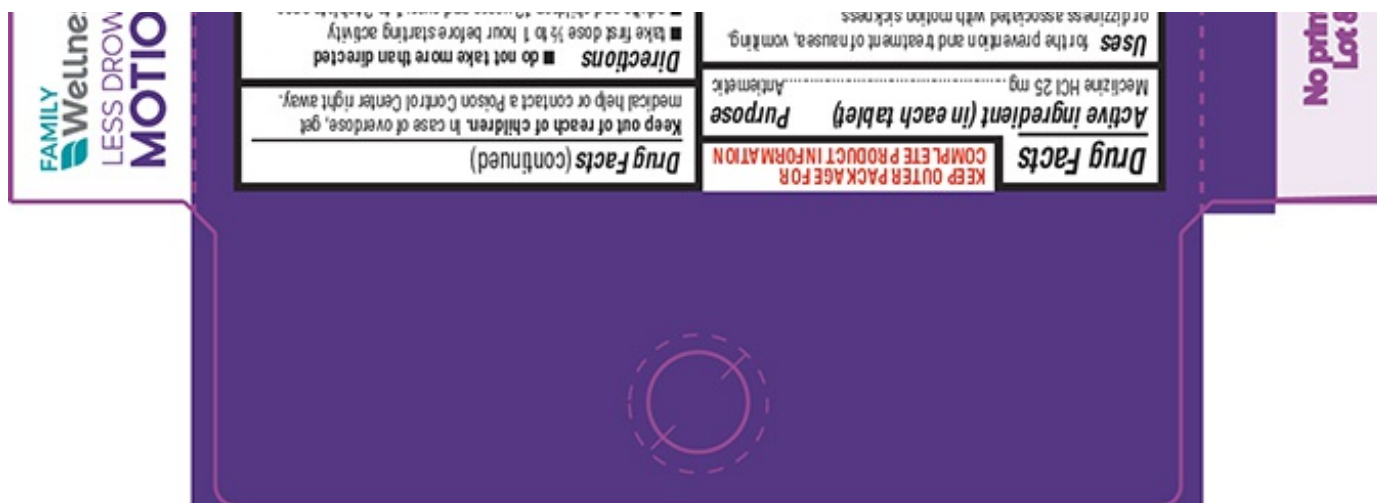 FAMILY
Wellne
LESS DROW
MOTIO
Drug Facts
KEEP OUTER PACKAGE FOR
COMPLETE PRODUCT INFORMATION
Active ingredient (in each tablet) Purpose
Meclizine HCl 25 mg ........................................................ Antiemetic
Uses for the prevention and treatment of nausea, vomiting,
or dizziness associated with motion sickness
Drug Facts (continued)
Keep out of reach of children. In case of overdose, get
medical help or contact a Poison Control Center right away.
Directions ■ do not take more than directed
■ take first dose ½ to 1 hour before starting activity
No prin
Lot &